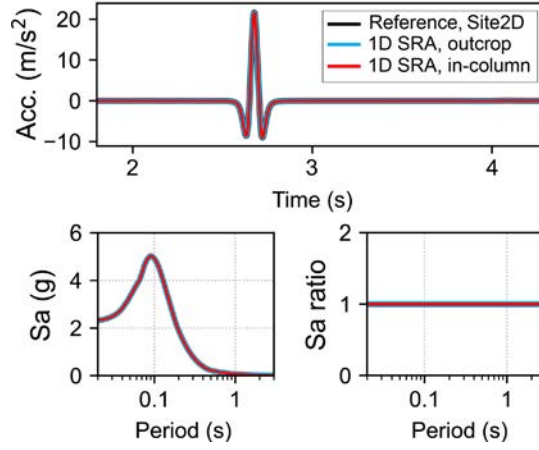 Acc. (m/s²)
20
10
0
−10
Reference, Site2D
1D SRA, outcrop
1D SRA, in-column
2
3
4
Time (s)
Sa (g)
6
4
2
0
0.1
1
Period (s)
Sa ratio
2
1
0
0.1
1
Period (s)